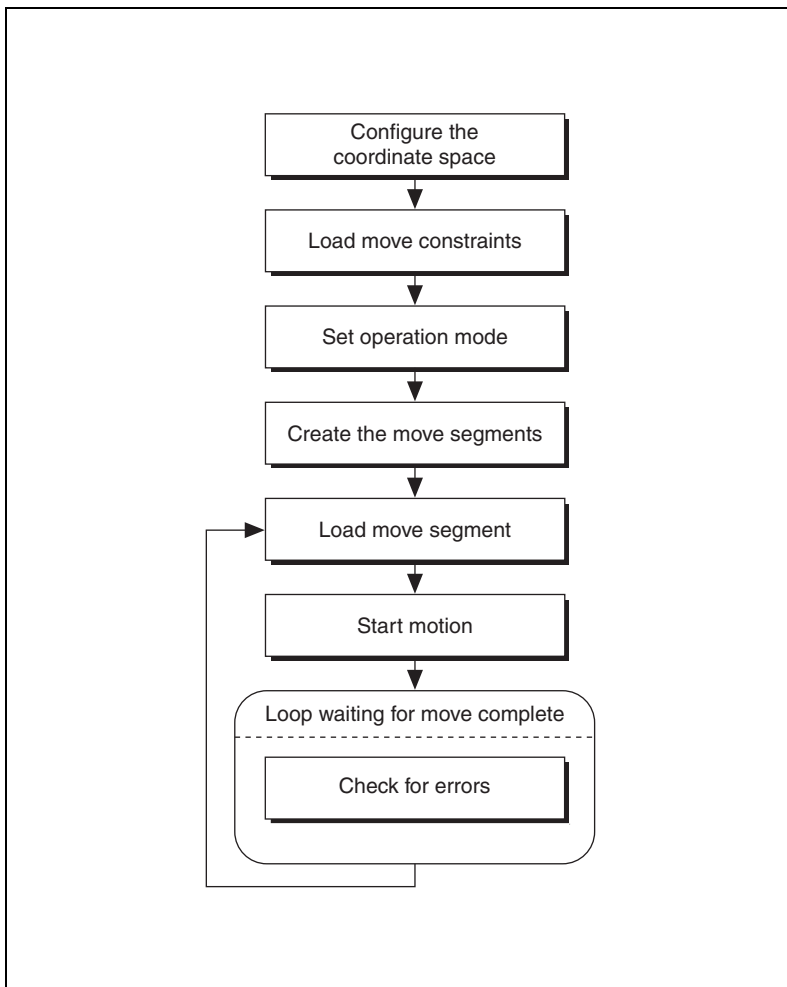 Configure the
coordinate space
Load move constraints
Set operation mode
Create the move segments
Load move segment
Start motion
Loop waiting for move complete
Check for errors